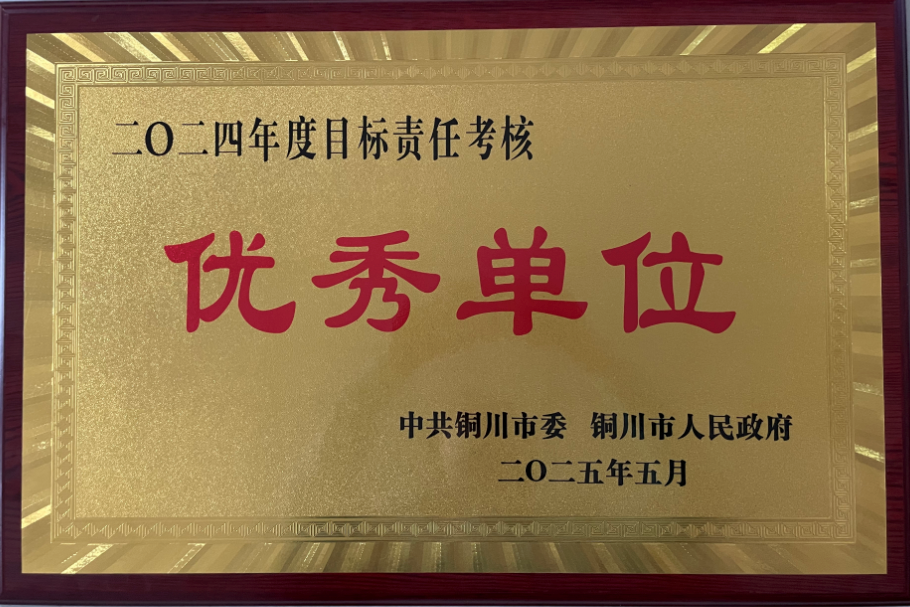 二〇二四年度目标责任考核
优秀单位
中共铜川市委 铜川市人民政府
二〇二五年五月